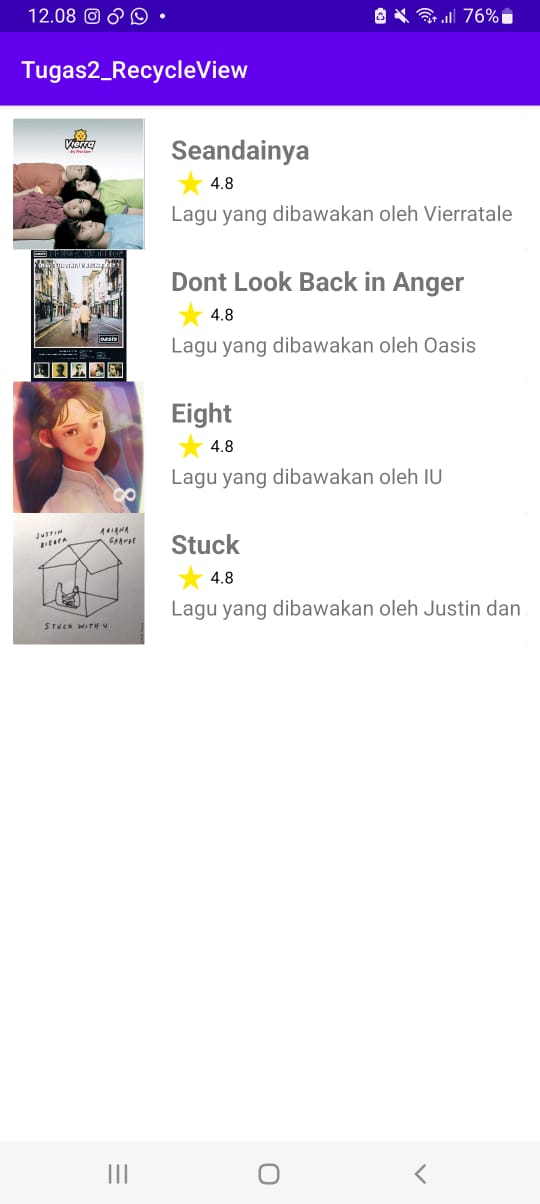 12.08
76%
Tugas2_RecycleView
Vierra
Seandainya
4.8
Lagu yang dibawakan oleh Vierratale
oasis
Dont Look Back in Anger
4.8
Lagu yang dibawakan oleh Oasis
Eight
4.8
Lagu yang dibawakan oleh IU
JUSTIN BIEBER
ARIANA GRANDE
STUCK WITH U
Stuck
4.8
Lagu yang dibawakan oleh Justin dan